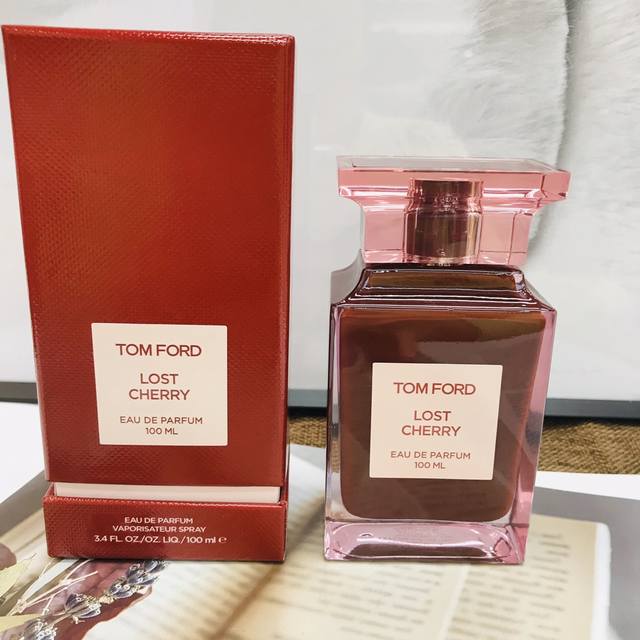 TOM FORD
LOST
CHERRY
EAU DE PARFUM
100 ML
EAU DE PARFUM
VAPORISATEUR SPRAY
3.4 FL. OZ/OZ. LIQ./100 ml e
TOM FORD
LOST
CHERRY
EAU DE PARFUM
100 ML